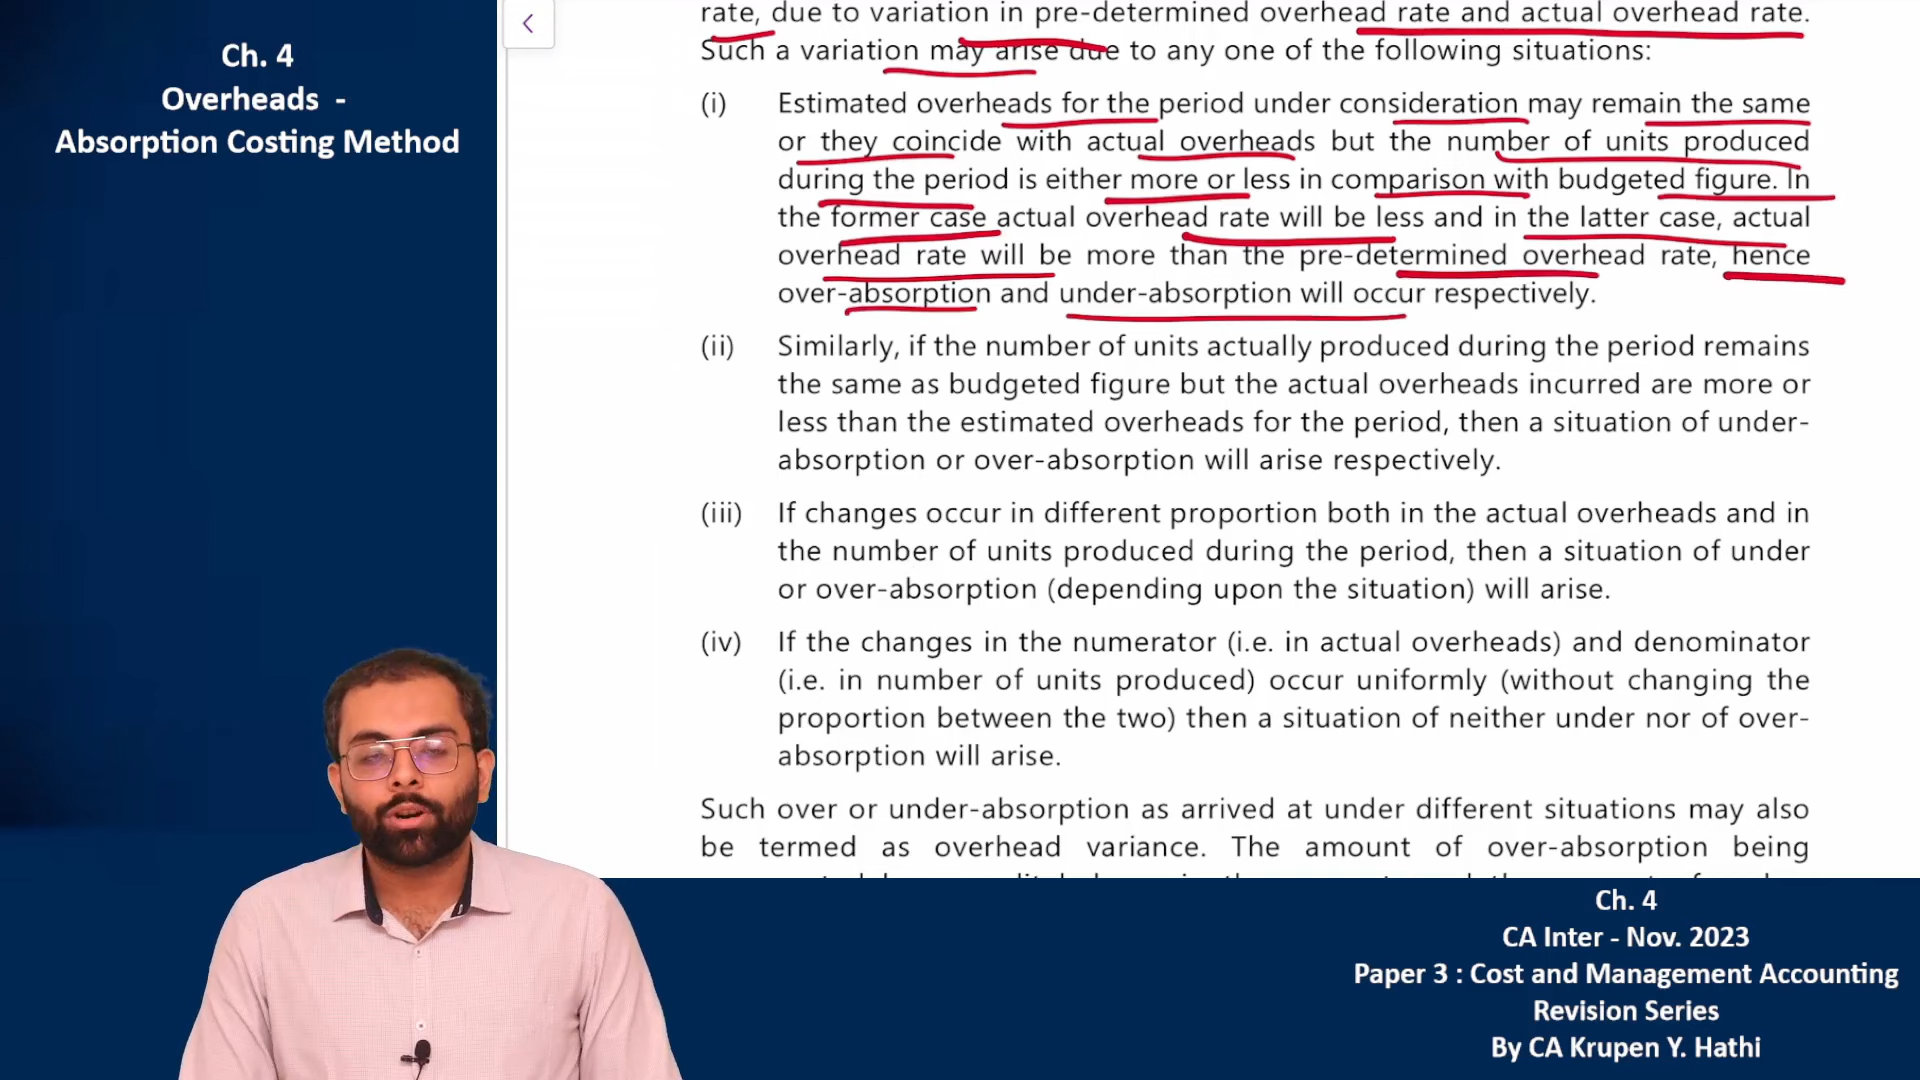 Ch. 4
Overheads -
Absorption Costing Method
rate, due to variation in pre-determined overhead rate and actual overhead rate.
Such a variation may arise due to any one of the following situations:
(i) Estimated overheads for the period under consideration may remain the same
or they coincide with actual overheads but the number of units produced
during the period is either more or less in comparison with budgeted figure. In
the former case actual overhead rate will be less and in the latter case, actual
overhead rate will be more than the pre-determined overhead rate, hence
over-absorption and under-absorption will occur respectively.
(ii) Similarly, if the number of units actually produced during the period remains
the same as budgeted figure but the actual overheads incurred are more or
less than the estimated overheads for the period, then a situation of under-
absorption or over-absorption will arise respectively.
(iii) If changes occur in different proportion both in the actual overheads and in
the number of units produced during the period, then a situation of under
or over-absorption (depending upon the situation) will arise.
(iv) If the changes in the numerator (i.e. in actual overheads) and denominator
(i.e. in number of units produced) occur uniformly (without changing the
proportion between the two) then a situation of neither under nor of over-
absorption will arise.
Such over or under-absorption as arrived at under different situations may also
be termed as overhead variance. The amount of over-absorption being
Ch. 4
CA Inter - Nov. 2023
Paper 3 : Cost and Management Accounting
Revision Series
By CA Krupen Y. Hathi